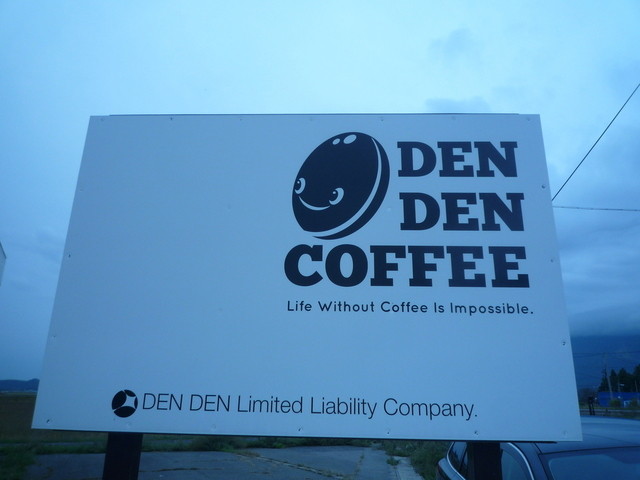 DEN
DEN
COFFEE
Life Without Coffee Is Impossible.
DEN DEN Limited Liability Company.